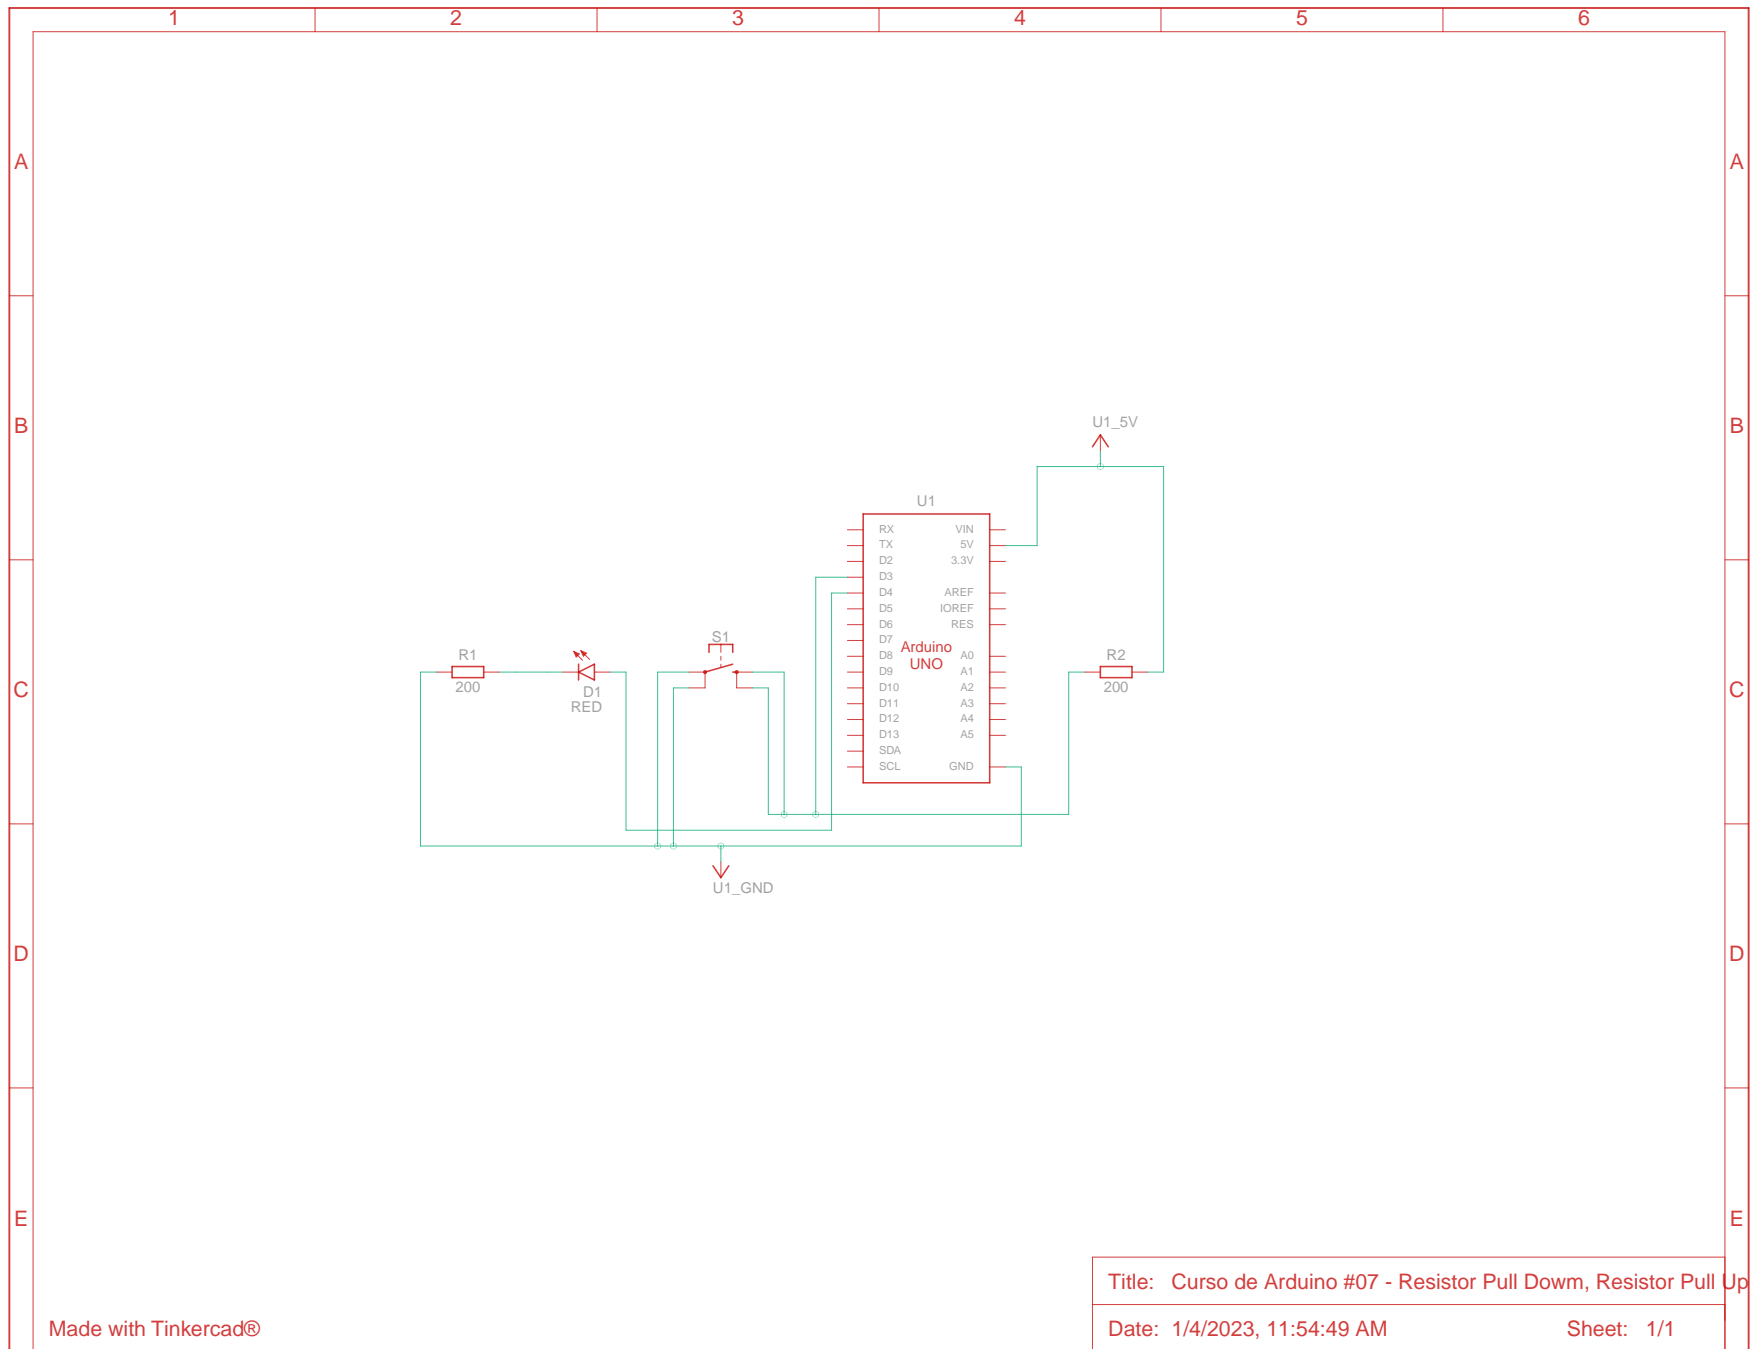 1 2 3 4 5 6
A A
U1_5V
B B
U1
RX VIN
TX 5V
D2 3.3V
D3
D4 AREF
D5 IOREF
D6 RES
D7
Arduino
UNO
D8 A0
D9 A1
D10 A2
D11 A3
D12 A4
D13 A5
SDA
SCL GND
S1
R1
200
D1
RED
R2
200
C C
U1_GND
D D
E E
Title: Curso de Arduino #07 - Resistor Pull Dowm, Resistor Pull Up
Made with Tinkercad®
Date: 1/4/2023, 11:54:49 AM Sheet: 1/1